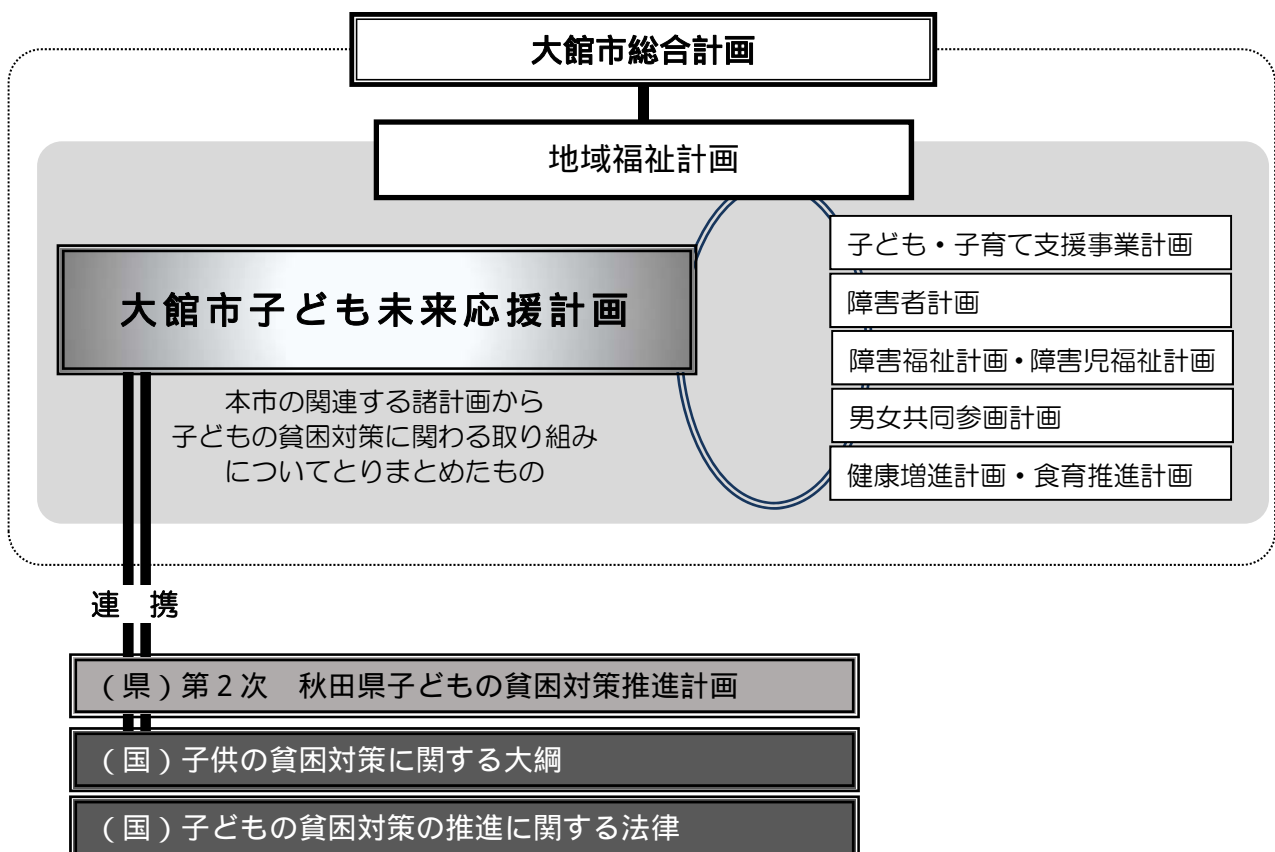 大館市総合計画
地域福祉計画
大館市子ども未来応援計画
本市の関連する諸計画から
子どもの貧困対策に関わる取り組み
についてとりまとめたもの
子ども・子育て支援事業計画
障害者計画
障害福祉計画・障害児福祉計画
男女共同参画計画
健康増進計画・食育推進計画
連 携
（県）第２次　秋田県子どもの貧困対策推進計画
（国）子供の貧困対策に関する大綱
（国）子どもの貧困対策の推進に関する法律